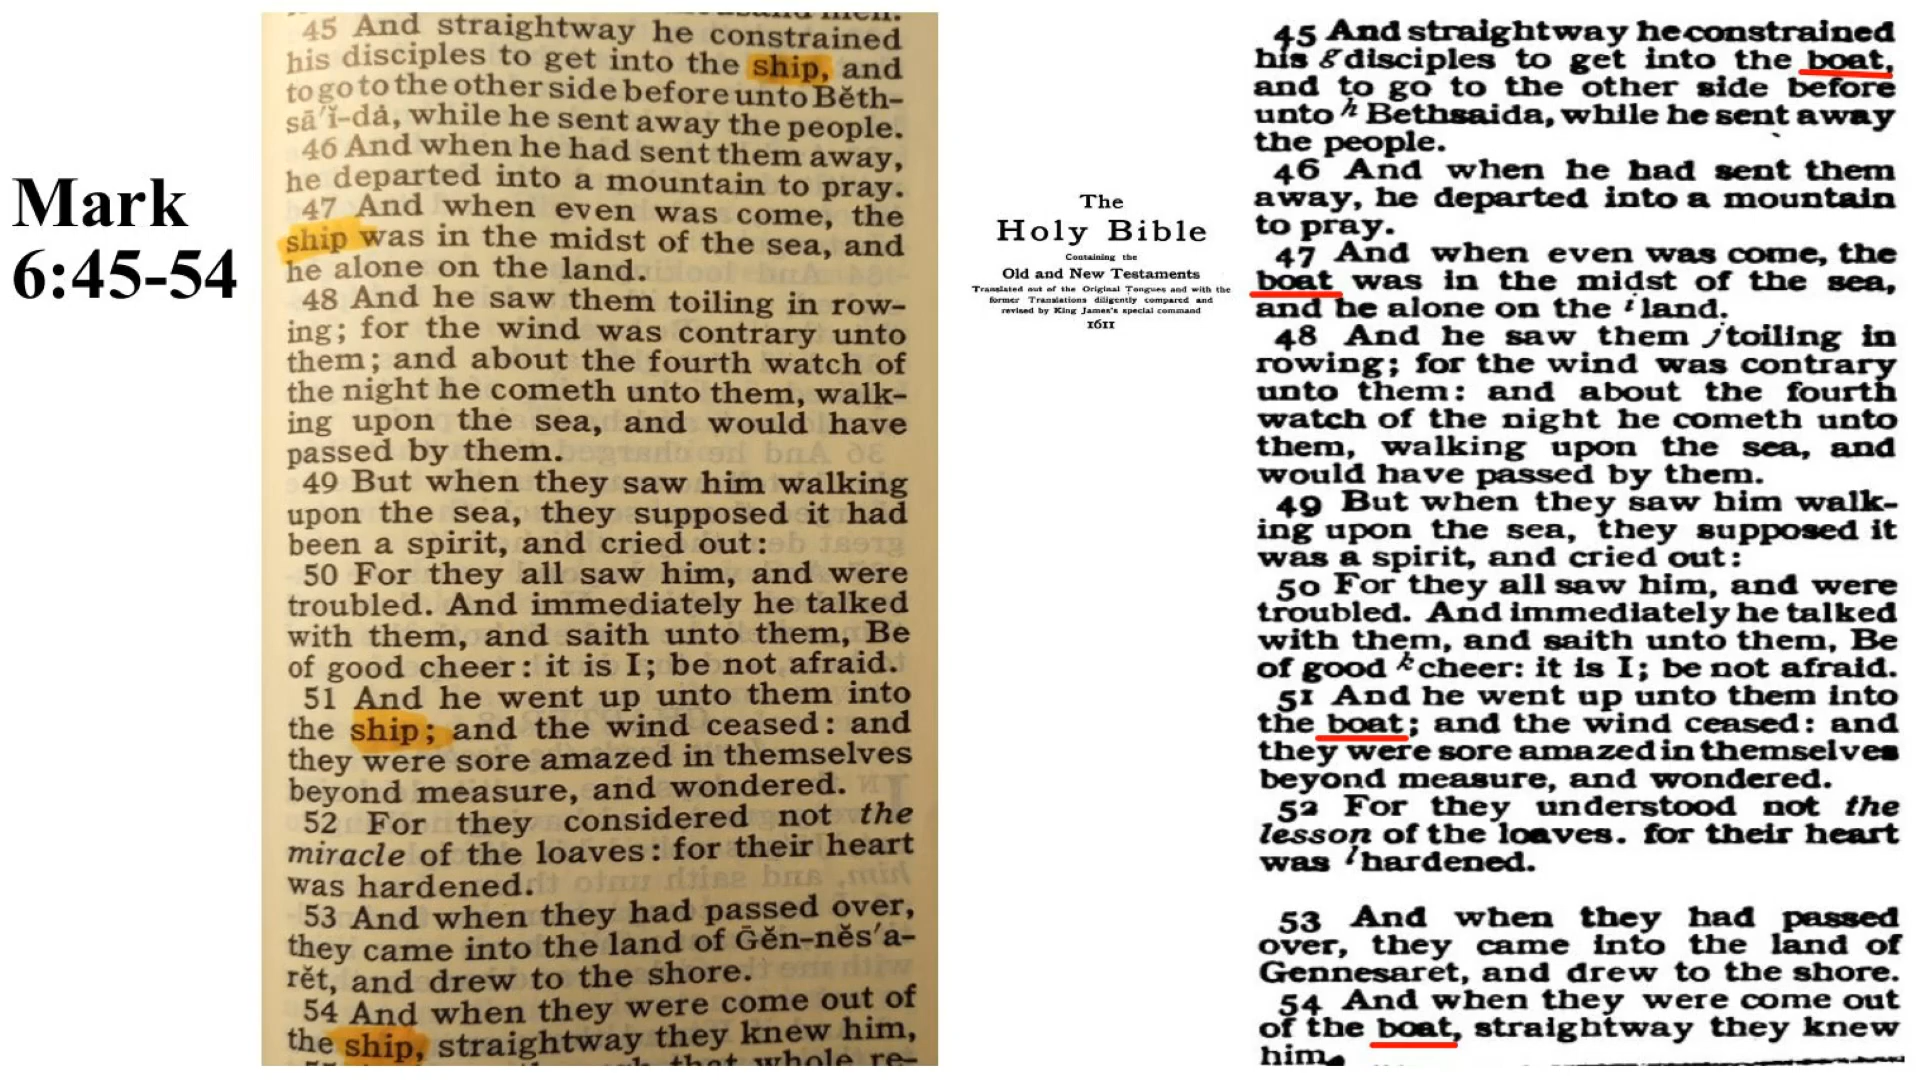 Mark
6:45-54
45 And straightway he constrained
his disciples to get into the ship, and
to go to the other side before unto Bĕth-
sā′ĭ-dȧ, while he sent away the people.
46 And when he had sent them away,
he departed into a mountain to pray.
47 And when even was come, the
ship was in the midst of the sea, and
he alone on the land.
48 And he saw them toiling in row-
ing; for the wind was contrary unto
them; and about the fourth watch of
the night he cometh unto them, walk-
ing upon the sea, and would have
passed by them.
49 But when they saw him walking
upon the sea, they supposed it had
been a spirit, and cried out:
50 For they all saw him, and were
troubled. And immediately he talked
with them, and saith unto them, Be
of good cheer: it is I; be not afraid.
51 And he went up unto them into
the ship; and the wind ceased: and
they were sore amazed in themselves
beyond measure, and wondered.
52 For they considered not the
miracle of the loaves: for their heart
was hardened.
53 And when they had passed over,
they came into the land of Ḡĕn-nĕs′a-
rĕt, and drew to the shore.
54 And when they were come out of
the ship, straightway they knew him,
The
Holy Bible
Containing the
Old and New Testaments
Translated out of the Original Tongues and with the
former Translations diligently compared and
revised by King James's special command
1611
45 And straightway he constrained
his g disciples to get into the boat,
and to go to the other side before
unto h Bethsaida, while he sent away
the people.
46 And when he had sent them
away, he departed into a mountain
to pray.
47 And when even was come, the
boat was in the midst of the sea,
and he alone on the i land.
48 And he saw them j toiling in
rowing; for the wind was contrary
unto them: and about the fourth
watch of the night he cometh unto
them, walking upon the sea, and
would have passed by them.
49 But when they saw him walk-
ing upon the sea, they supposed it
was a spirit, and cried out:
50 For they all saw him, and were
troubled. And immediately he talked
with them, and saith unto them, Be
of good k cheer: it is I; be not afraid.
51 And he went up unto them into
the boat; and the wind ceased: and
they were sore amazed in themselves
beyond measure, and wondered.
52 For they understood not the
lesson of the loaves. for their heart
was l hardened.
53 And when they had passed
over, they came into the land of
Gennesaret, and drew to the shore.
54 And when they were come out
of the boat, straightway they knew
him,